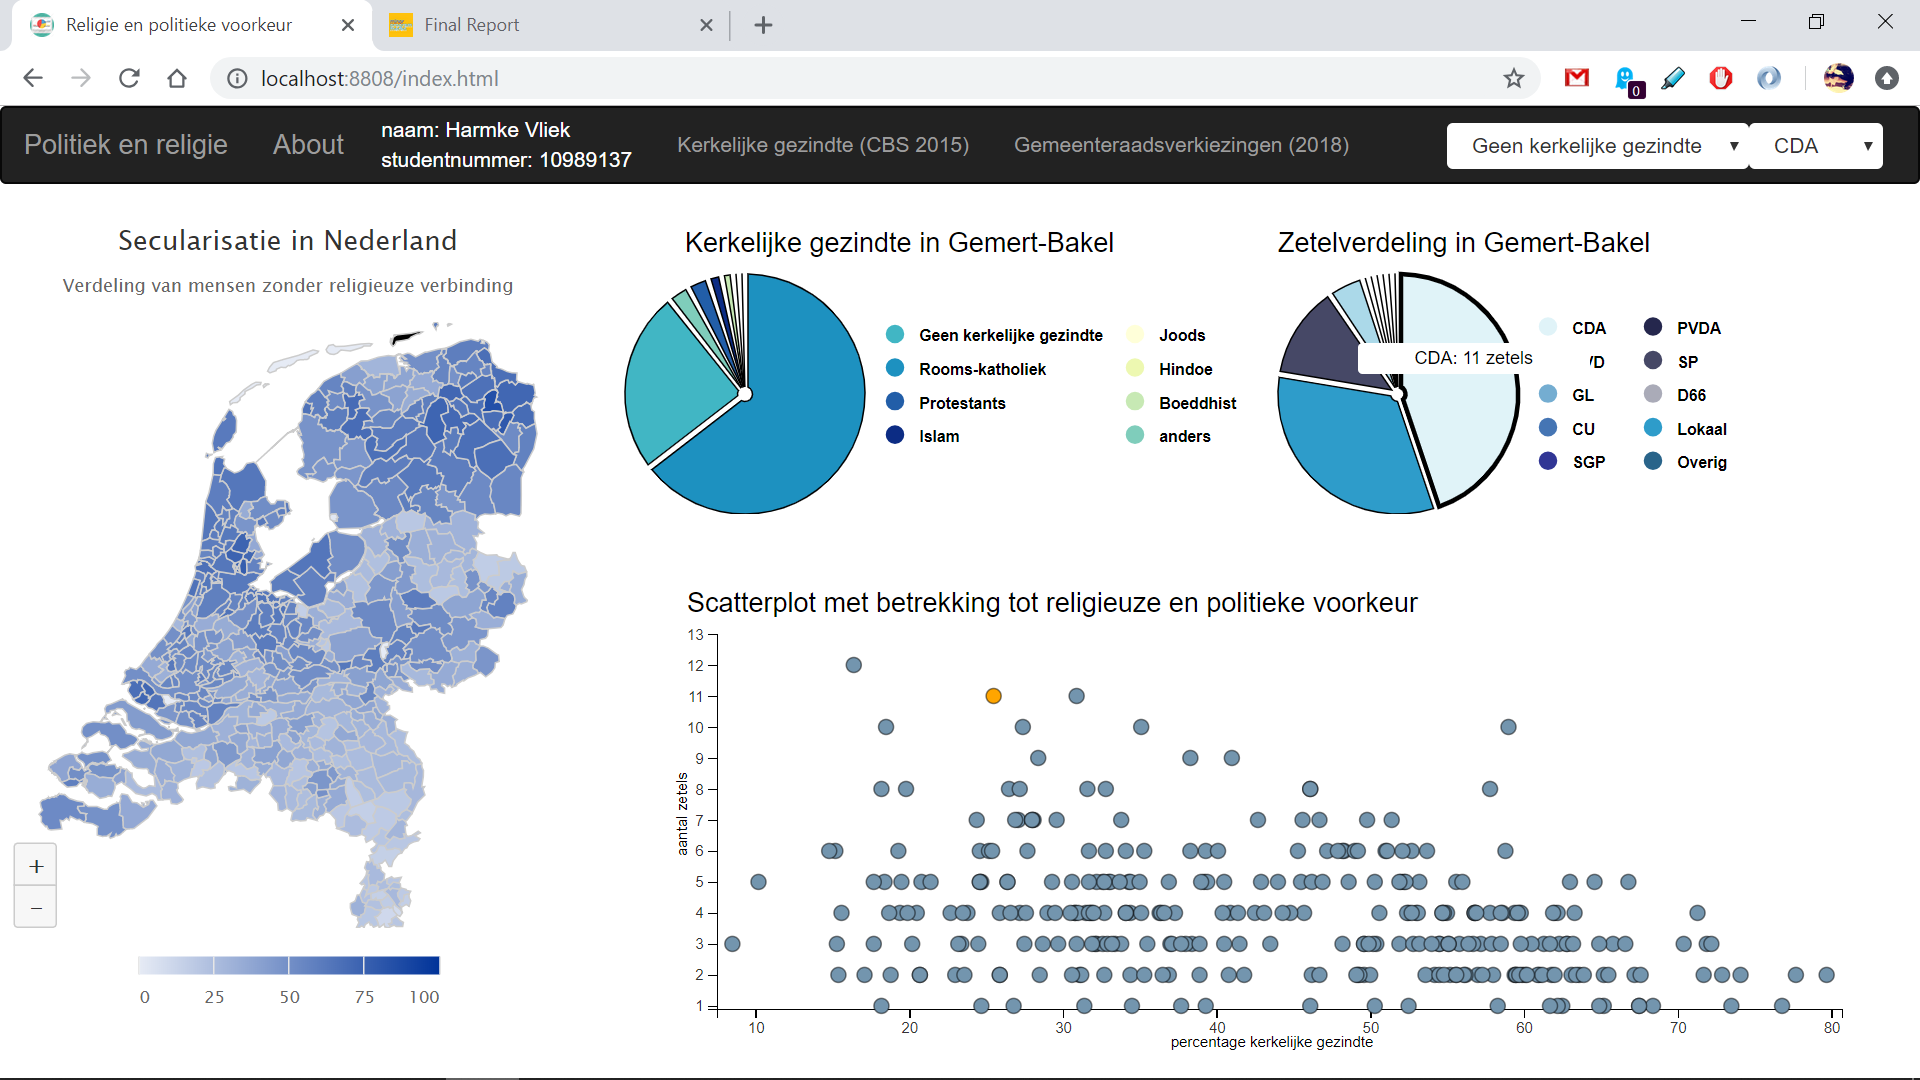 Religie en politieke voorkeur
Final Report
localhost:8808/index.html
0
Politiek en religie
About
naam: Harmke Vliek
studentnummer: 10989137
Kerkelijke gezindte (CBS 2015)
Gemeenteraadsverkiezingen (2018)
Geen kerkelijke gezindte
CDA
Secularisatie in Nederland
Verdeling van mensen zonder religieuze verbinding
+
−
0 25 50 75 100
Kerkelijke gezindte in Gemert-Bakel
Geen kerkelijke gezindte
Rooms-katholiek
Protestants
Islam
Joods
Hindoe
Boeddhist
anders
Zetelverdeling in Gemert-Bakel
CDA: 11 zetels
CDA
GL
CU
SGP
PVDA
SP
D66
Lokaal
Overig
Scatterplot met betrekking tot religieuze en politieke voorkeur
13
12
11
10
9
8
7
6
5
4
3
2
1
aantal zetels
10 20 30 40 50 60 70 80
percentage kerkelijke gezindte